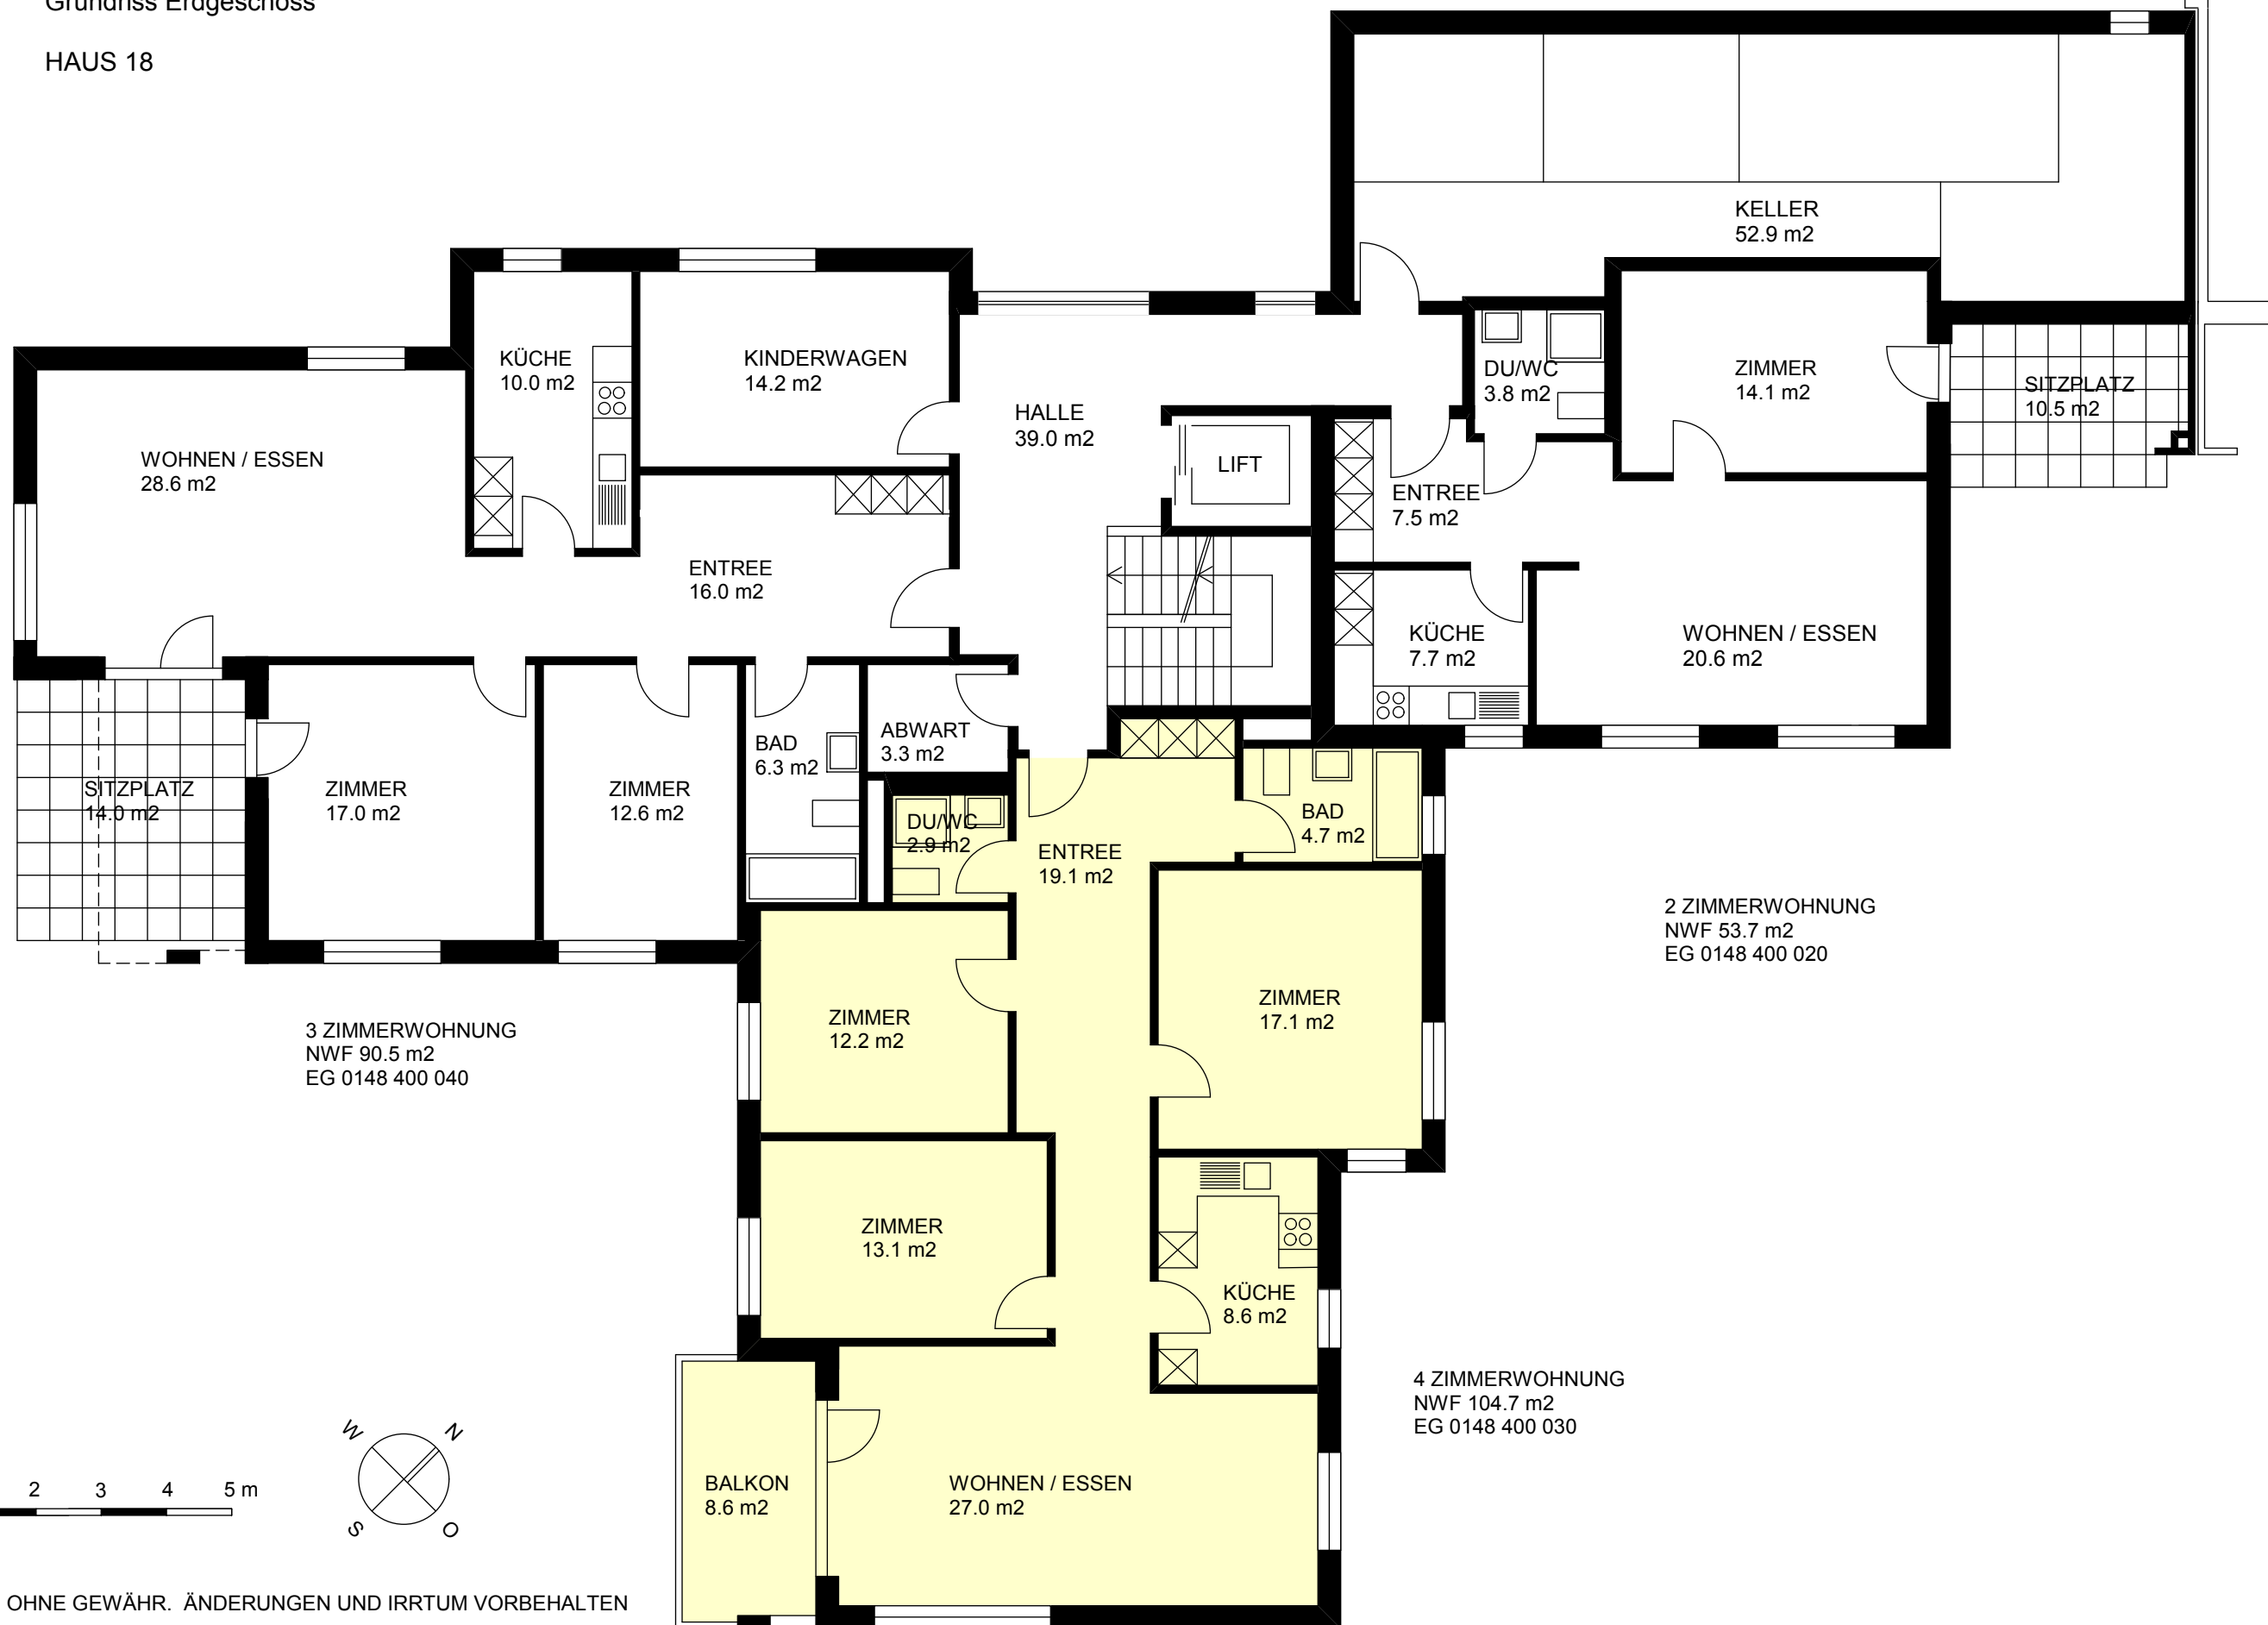 Grundriss Erdgeschoss
HAUS 18
KELLER
52.9 m2
KÜCHE
10.0 m2
KINDERWAGEN
14.2 m2
HALLE
39.0 m2
DU/WC
3.8 m2
ZIMMER
14.1 m2
SITZPLATZ
10.5 m2
WOHNEN / ESSEN
28.6 m2
LIFT
ENTREE
7.5 m2
ENTREE
16.0 m2
KÜCHE
7.7 m2
WOHNEN / ESSEN
20.6 m2
SITZPLATZ
14.0 m2
ZIMMER
17.0 m2
ZIMMER
12.6 m2
BAD
6.3 m2
ABWART
3.3 m2
DU/WC
2.9 m2
ENTREE
19.1 m2
BAD
4.7 m2
2 ZIMMERWOHNUNG
NWF 53.7 m2
EG 0148 400 020
3 ZIMMERWOHNUNG
NWF 90.5 m2
EG 0148 400 040
ZIMMER
12.2 m2
ZIMMER
17.1 m2
ZIMMER
13.1 m2
KÜCHE
8.6 m2
4 ZIMMERWOHNUNG
NWF 104.7 m2
EG 0148 400 030
BALKON
8.6 m2
WOHNEN / ESSEN
27.0 m2
W N
S O
2 3 4 5 m
OHNE GEWÄHR. ÄNDERUNGEN UND IRRTUM VORBEHALTEN